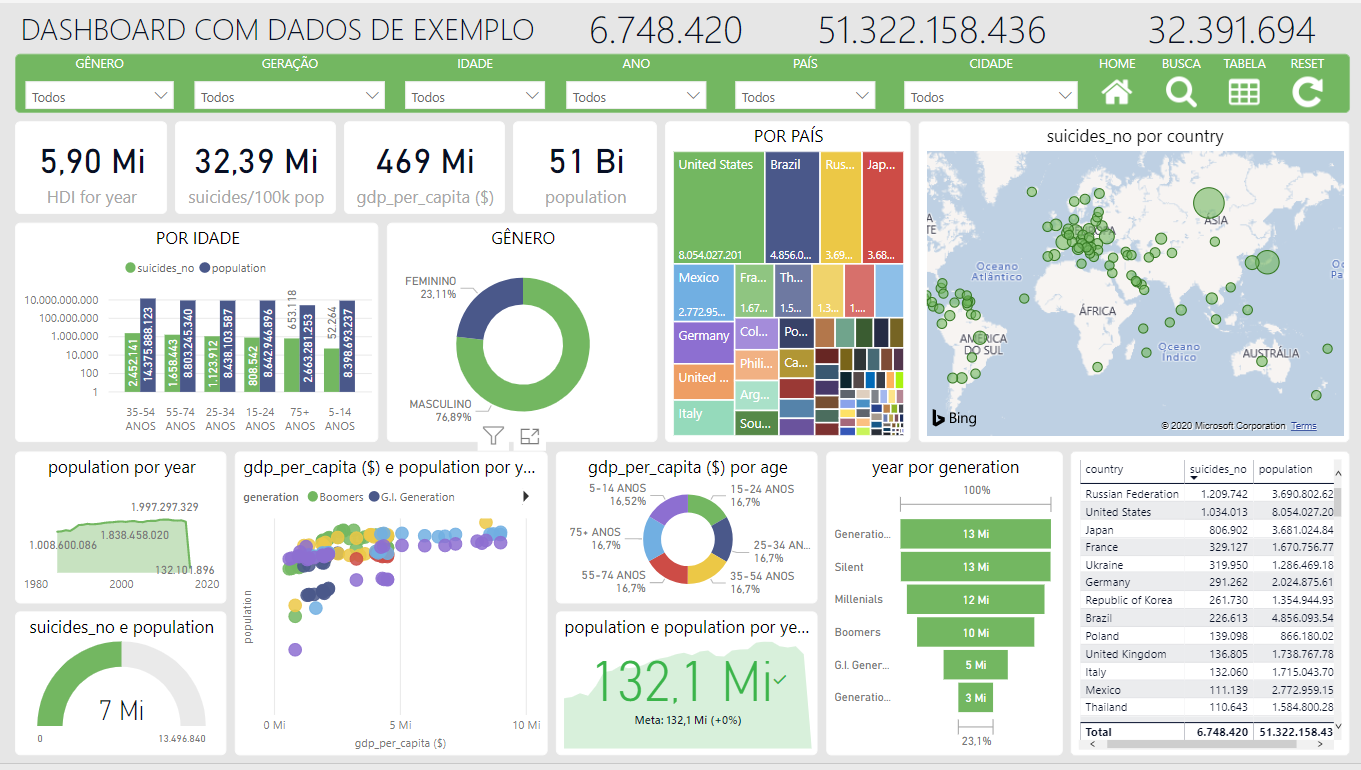 DASHBOARD COM DADOS DE EXEMPLO
6.748.420
51.322.158.436
32.391.694
GÊNERO
GERAÇÃO
IDADE
ANO
PAÍS
CIDADE
HOME
BUSCA
TABELA
RESET
Todos
Todos
Todos
Todos
Todos
Todos
5,90 Mi
HDI for year
32,39 Mi
suicides/100k pop
469 Mi
gdp_per_capita ($)
51 Bi
population
POR PAÍS
United States
8.054.027.201
Brazil
4.856.0...
Rus...
3.69...
Jap...
3.68...
Mexico
2.772.95...
Fra...
1.67...
Th...
1.5...
1.3...
1....
Germany
Col...
Po...
United ...
Phili...
Ca...
Italy
Arg...
Sou...
suicides_no por country
ÁSIA
Oceano
Atlântico
ÁFRICA
AMÉRICA
DO SUL
Oceano
Índico
AUSTRÁLIA
Bing
© 2020 Microsoft Corporation Terms
POR IDADE
suicides_no
population
10.000.000.000
100.000.000
1.000.000
10.000
100
1
2.452.141
14.375.888.123
1.658.443
8.803.245.340
1.123.912
8.438.103.587
808.542
8.642.946.896
653.118
2.663.281.253
52.264
8.398.693.237
35-54 ANOS
55-74 ANOS
25-34 ANOS
15-24 ANOS
75+ ANOS
5-14 ANOS
GÊNERO
FEMININO
23,11%
MASCULINO
76,89%
population por year
1.997.297.329
1.838.458.020
1.008.600.086
132.101.896
1980
2000
2020
gdp_per_capita ($) e population por y...
generation
Boomers
G.I. Generation
population
0 Mi
5 Mi
10 Mi
gdp_per_capita ($)
gdp_per_capita ($) por age
5-14 ANOS
16,52%
15-24 ANOS
16,7%
75+ ANOS
16,7%
25-34 AN...
16,7%
55-74 ANOS
16,7%
35-54 ANOS
16,7%
year por generation
100%
Generatio...
13 Mi
Silent
13 Mi
Millenials
12 Mi
Boomers
10 Mi
G.I. Gener...
5 Mi
Generatio...
3 Mi
23,1%
suicides_no e population
7 Mi
0
13.496.840
population e population por ye...
132,1 Mi
Meta: 132,1 Mi (+0%)
country suicides_no population
Russian Federation 1.209.742 3.690.802.62
United States 1.034.013 8.054.027.20
Japan 806.902 3.681.024.84
France 329.127 1.670.756.77
Ukraine 319.950 1.286.469.18
Germany 291.262 2.024.875.61
Republic of Korea 261.730 1.354.944.93
Brazil 226.613 4.856.093.54
Poland 139.098 866.180.02
United Kingdom 136.805 1.738.767.78
Italy 132.060 1.715.043.70
Mexico 111.139 2.772.959.15
Thailand 110.643 1.584.800.28
Total 6.748.420 51.322.158.43